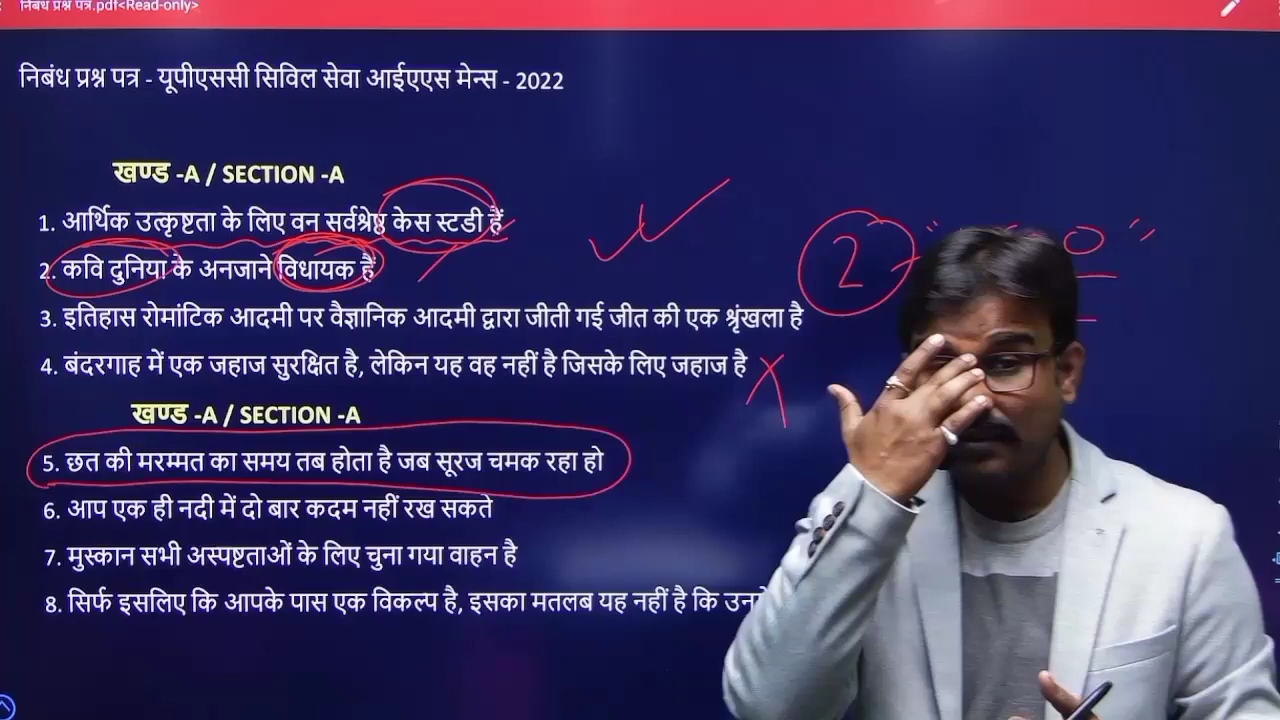 निबंध प्रश्न पत्र.pdf<Read-only>
निबंध प्रश्न पत्र - यूपीएससी सिविल सेवा आईएएस मेन्स - 2022
खण्ड -A / SECTION -A
1. आर्थिक उत्कृष्टता के लिए वन सर्वश्रेष्ठ केस स्टडी हैं
2. कवि दुनिया के अनजाने विधायक हैं
2
3. इतिहास रोमांटिक आदमी पर वैज्ञानिक आदमी द्वारा जीती गई जीत की एक श्रृंखला है
4. बंदरगाह में एक जहाज सुरक्षित है, लेकिन यह वह नहीं है जिसके लिए जहाज है
खण्ड -A / SECTION -A
5. छत की मरम्मत का समय तब होता है जब सूरज चमक रहा हो
6. आप एक ही नदी में दो बार कदम नहीं रख सकते
7. मुस्कान सभी अस्पष्टताओं के लिए चुना गया वाहन है
8. सिर्फ इसलिए कि आपके पास एक विकल्प है, इसका मतलब यह नहीं है कि